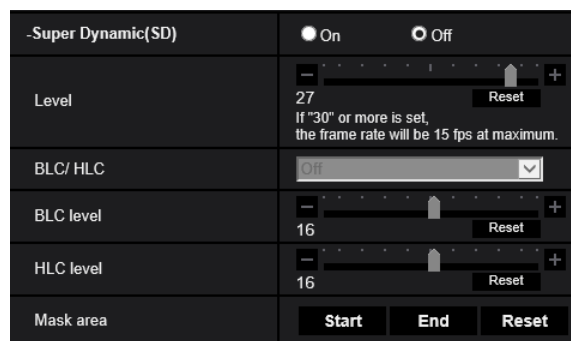 -Super Dynamic(SD)
On Off
Level
27 Reset
If "30" or more is set,
the frame rate will be 15 fps at maximum.
BLC/ HLC
Off
BLC level
16 Reset
HLC level
16 Reset
Mask area
Start End Reset